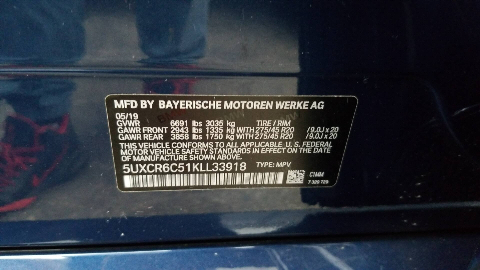 MFD BY BAYERISCHE MOTOREN WERKE AG
05/19
GVWR 6691 lbs 3035 kg TIRE / RIM
GAWR FRONT 2943 lbs 1335 kg WITH 275/45 R20 / 9.0J x 20
GAWR REAR 3858 lbs 1750 kg WITH 275/45 R20 / 9.0J x 20
THIS VEHICLE CONFORMS TO ALL APPLICABLE U. S. FEDERAL
MOTOR VEHICLE SAFETY STANDARDS IN EFFECT ON THE DATE OF
MANUFACTURE SHOWN ABOVE.
5UXCR6C51KLL33918 TYPE: MPV
7 320 729